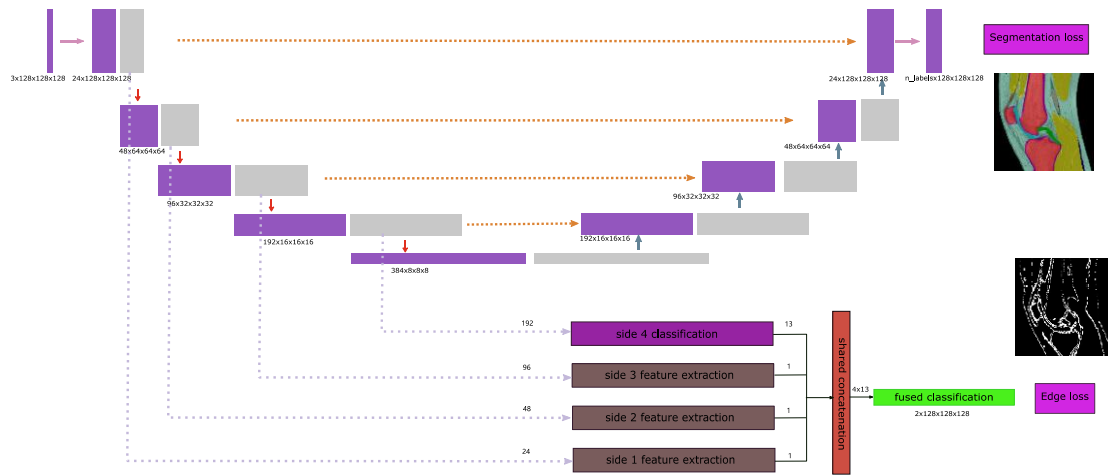 Segmentation loss
3x128x128x128
24x128x128x128
24x128x128x128
n_labelsx128x128x128
48x64x64x64
48x64x64x64
96x32x32x32
96x32x32x32
192x16x16x16
192x16x16x16
384x8x8x8
192
side 4 classification
13
96
side 3 feature extraction
1
48
side 2 feature extraction
1
24
side 1 feature extraction
1
shared concatenation
4x13
fused classification
2x128x128x128
Edge loss